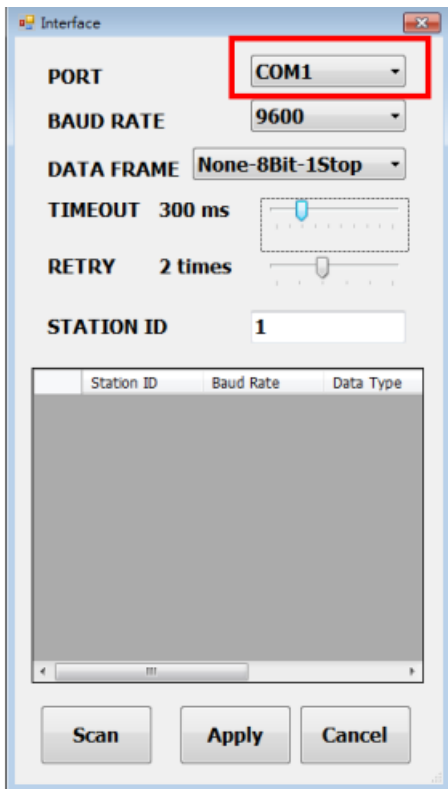 Interface
PORT COM1
BAUD RATE 9600
DATA FRAME None-8Bit-1Stop
TIMEOUT 300 ms
RETRY 2 times
STATION ID 1
Station ID Baud Rate Data Type
Scan Apply Cancel